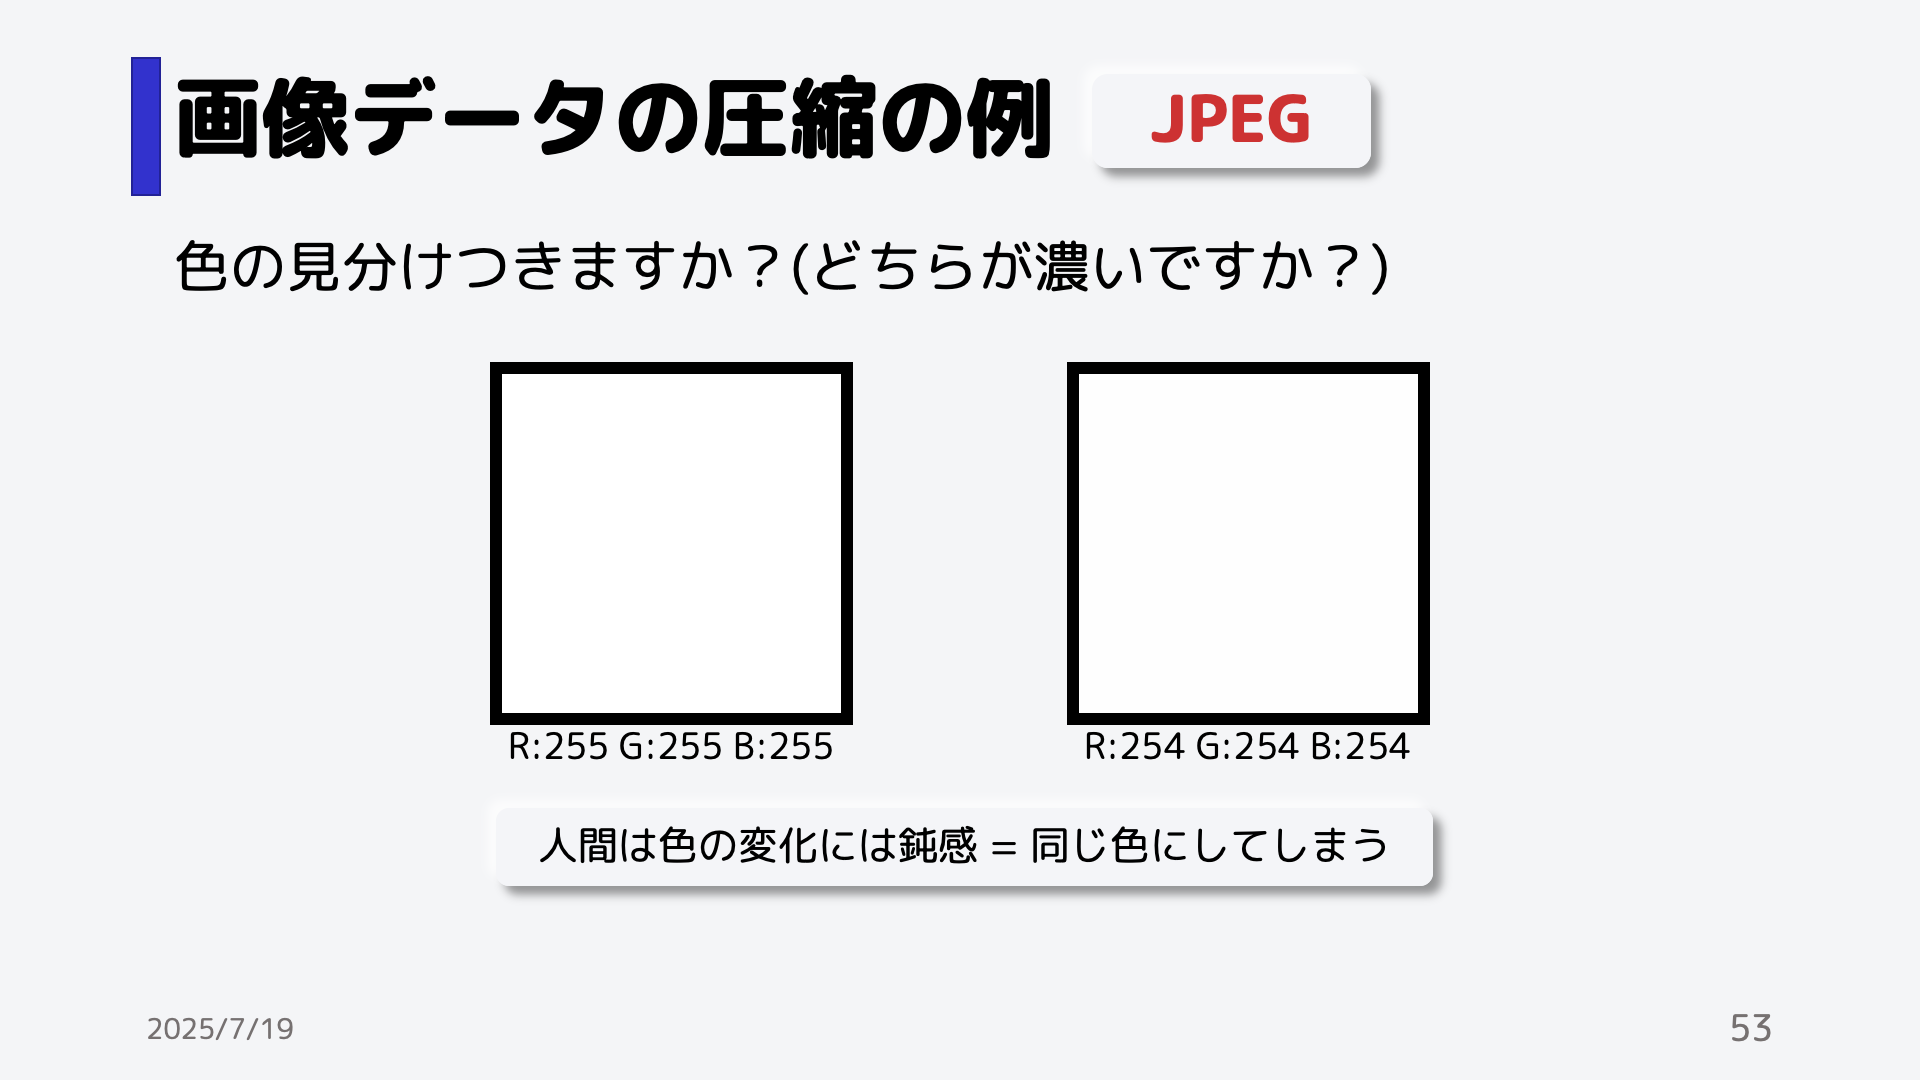 画像データの圧縮の例
JPEG
色の見分けつきますか？(どちらが濃いですか？)
R:255 G:255 B:255
R:254 G:254 B:254
人間は色の変化には鈍感 = 同じ色にしてしまう
2025/7/19
53